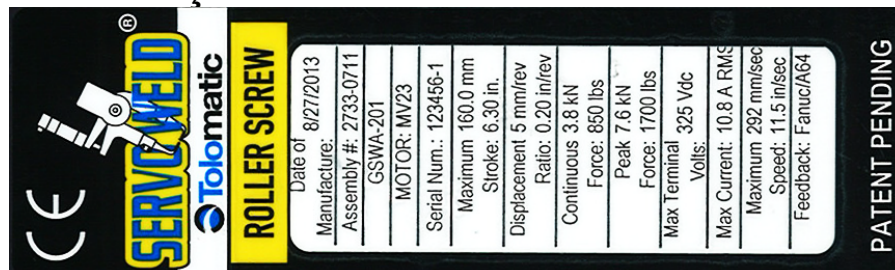 CE
SERVOWELD®
Tolomatic
ROLLER SCREW
Date of
Manufacture: 8/27/2013
Assembly #: 2733-0711
GSWA-201
MOTOR: MV23
Serial Num.: 123456-1
Maximum 160.0 mm
Stroke: 6.30 in.
Displacement 5 mm/rev
Ratio: 0.20 in/rev
Continuous 3.8 kN
Force: 850 lbs
Peak 7.6 kN
Force: 1700 lbs
Max Terminal 325 Vdc
Volts:
Max Current: 10.8 A RMS
Maximum 292 mm/sec
Speed: 11.5 in/sec
Feedback: Fanuc/A64
PATENT PENDING